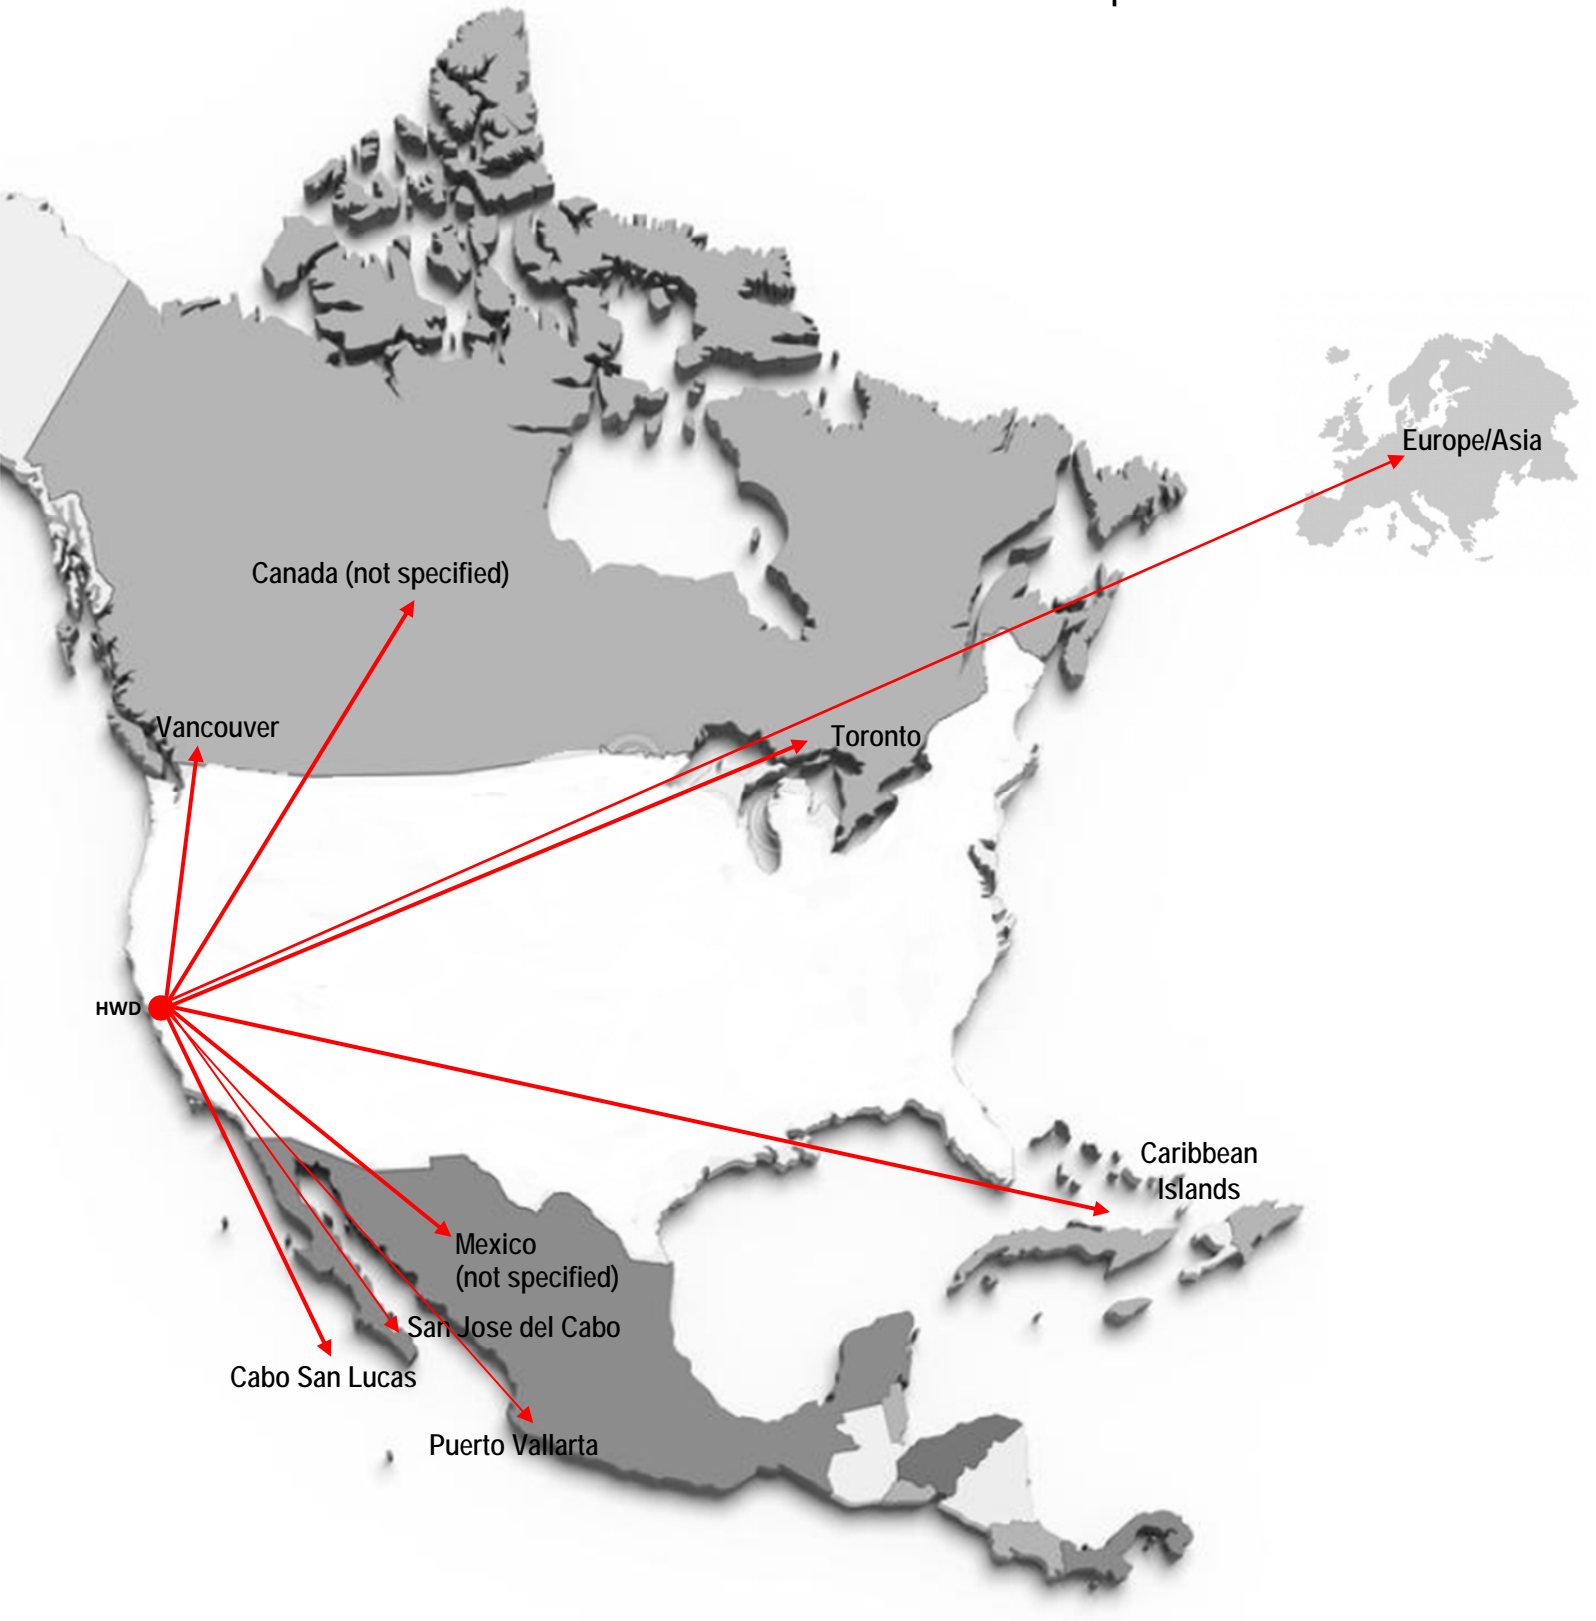 Europe/Asia
Canada (not specified)
Vancouver
Toronto
HWD
Caribbean
Islands
Mexico
(not specified)
San Jose del Cabo
Cabo San Lucas
Puerto Vallarta